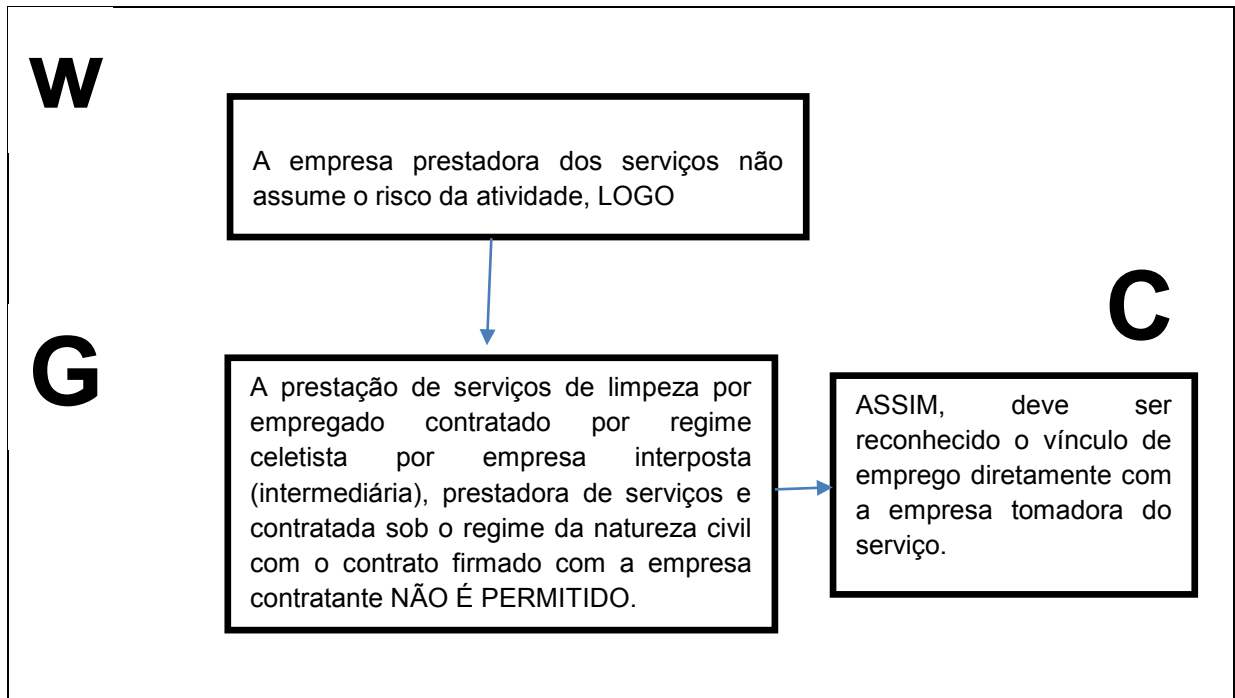 W
A empresa prestadora dos serviços não
assume o risco da atividade, LOGO
C
G
A prestação de serviços de limpeza por
empregado contratado por regime
celetista por empresa interposta
(intermediária), prestadora de serviços e
contratada sob o regime da natureza civil
com o contrato firmado com a empresa
contratante NÃO É PERMITIDO.
ASSIM, deve ser
reconhecido o vínculo de
emprego diretamente com
a empresa tomadora do
serviço.